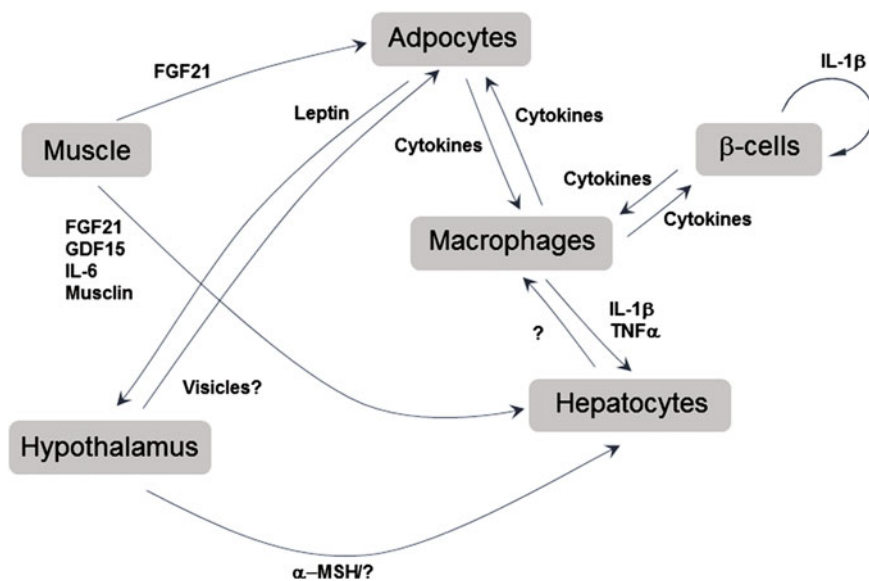 Adpocytes
IL-1β
FGF21
Leptin
Cytokines
Muscle
Cytokines
β-cells
Cytokines
Cytokines
FGF21
GDF15
IL-6
Musclin
Macrophages
IL-1β
TNFα
?
Visicles?
Hepatocytes
Hypothalamus
α–MSH/?